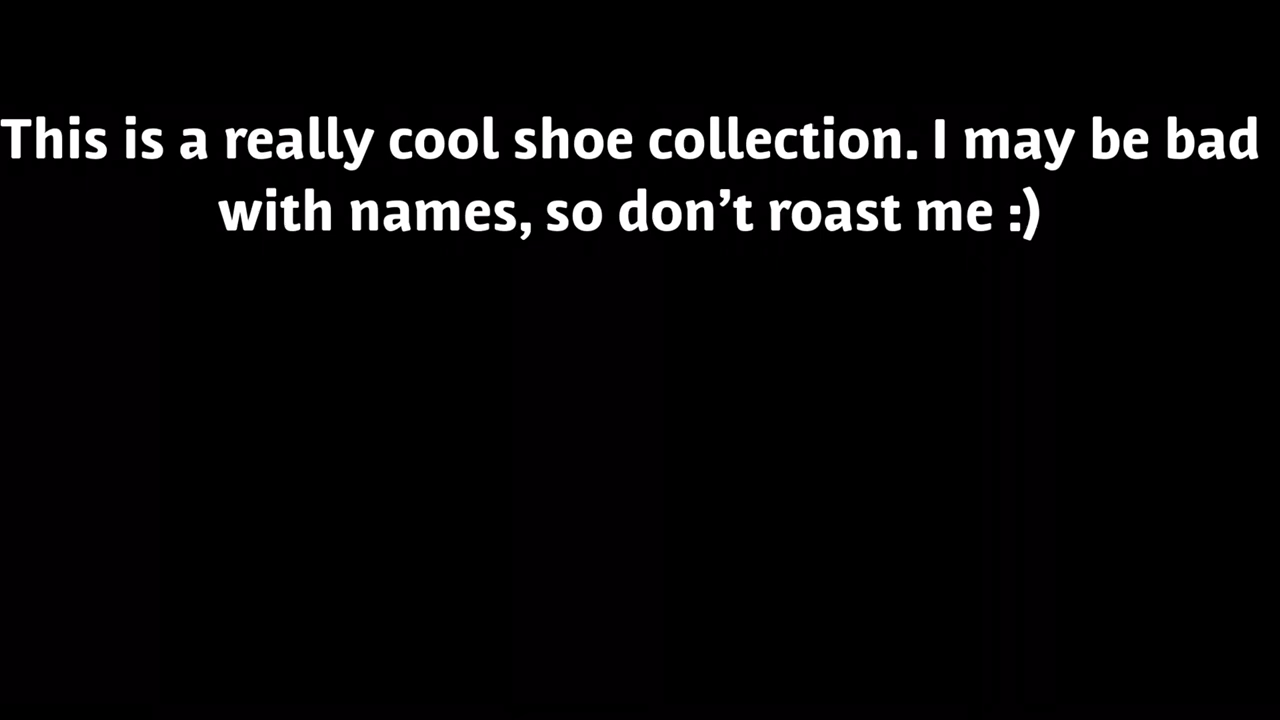 This is a really cool shoe collection. I may be bad
with names, so don’t roast me :)